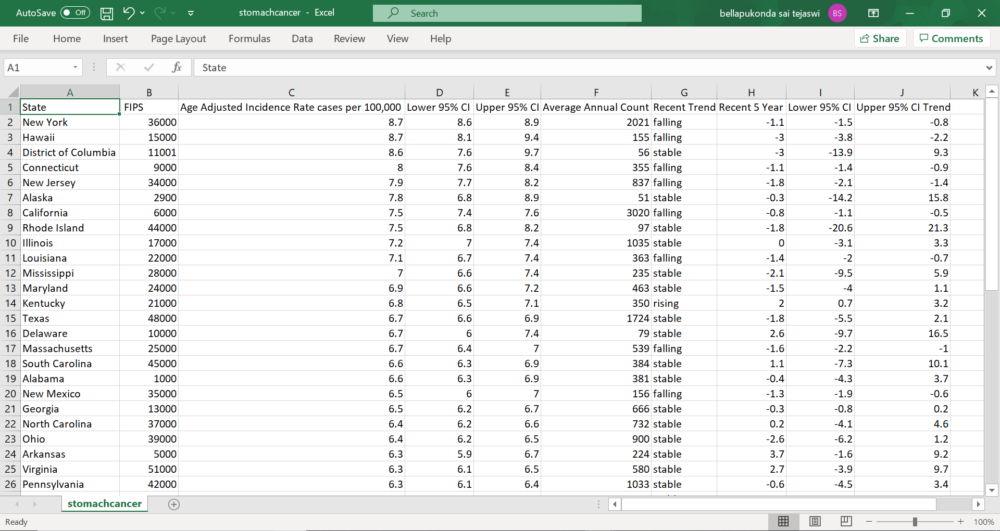 AutoSave Off stomachcancer - Excel Search bellapukonda sai tejaswi BS
File Home Insert Page Layout Formulas Data Review View Help Share Comments
A1 fx State
A B C D E F G H I J K
1 State FIPS Age Adjusted Incidence Rate cases per 100,000 Lower 95% CI Upper 95% CI Average Annual Count Recent Trend Recent 5 Year Lower 95% CI Upper 95% CI Trend
2 New York 36000 8.7 8.6 8.9 2021 falling -1.1 -1.5 -0.8
3 Hawaii 15000 8.7 8.1 9.4 155 falling -3 -3.8 -2.2
4 District of Columbia 11001 8.6 7.6 9.7 56 stable -3 -13.9 9.3
5 Connecticut 9000 8 7.6 8.4 355 falling -1.1 -1.4 -0.9
6 New Jersey 34000 7.9 7.7 8.2 837 falling -1.8 -2.1 -1.4
7 Alaska 2900 7.8 6.8 8.9 51 stable -0.3 -14.2 15.8
8 California 6000 7.5 7.4 7.6 3020 falling -0.8 -1.1 -0.5
9 Rhode Island 44000 7.5 6.8 8.2 97 stable -1.8 -20.6 21.3
10 Illinois 17000 7.2 7 7.4 1035 stable 0 -3.1 3.3
11 Louisiana 22000 7.1 6.7 7.4 363 falling -1.4 -2 -0.7
12 Mississippi 28000 7 6.6 7.4 235 stable -2.1 -9.5 5.9
13 Maryland 24000 6.9 6.6 7.2 463 stable -1.5 -4 1.1
14 Kentucky 21000 6.8 6.5 7.1 350 rising 2 0.7 3.2
15 Texas 48000 6.7 6.6 6.9 1724 stable -1.8 -5.5 2.1
16 Delaware 10000 6.7 6 7.4 79 stable 2.6 -9.7 16.5
17 Massachusetts 25000 6.7 6.4 7 539 falling -1.6 -2.2 -1
18 South Carolina 45000 6.6 6.3 6.9 384 stable 1.1 -7.3 10.1
19 Alabama 1000 6.6 6.3 6.9 381 stable -0.4 -4.3 3.7
20 New Mexico 35000 6.5 6 7 156 falling -1.3 -1.9 -0.6
21 Georgia 13000 6.5 6.2 6.7 666 stable -0.3 -0.8 0.2
22 North Carolina 37000 6.4 6.2 6.6 732 stable 0.2 -4.1 4.6
23 Ohio 39000 6.4 6.2 6.5 900 stable -2.6 -6.2 1.2
24 Arkansas 5000 6.3 5.9 6.7 224 stable 3.7 -1.6 9.2
25 Virginia 51000 6.3 6.1 6.5 580 stable 2.7 -3.9 9.7
26 Pennsylvania 42000 6.3 6.1 6.4 1033 stable -0.6 -4.5 3.4
stomachcancer
Ready 100%